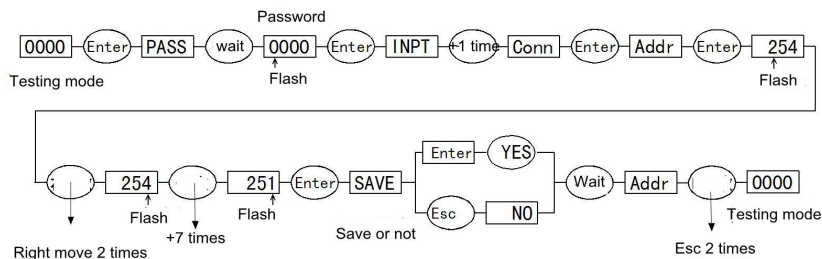 Password
0000 Enter PASS wait 0000 Enter INPT +1 time Conn Enter Addr Enter 254
Testing mode
Flash
Flash
254 251 Enter SAVE Enter YES Wait Addr 0000
Esc NO
Flash
Flash
Testing mode
+7 times
Save or not
Right move 2 times
Esc 2 times